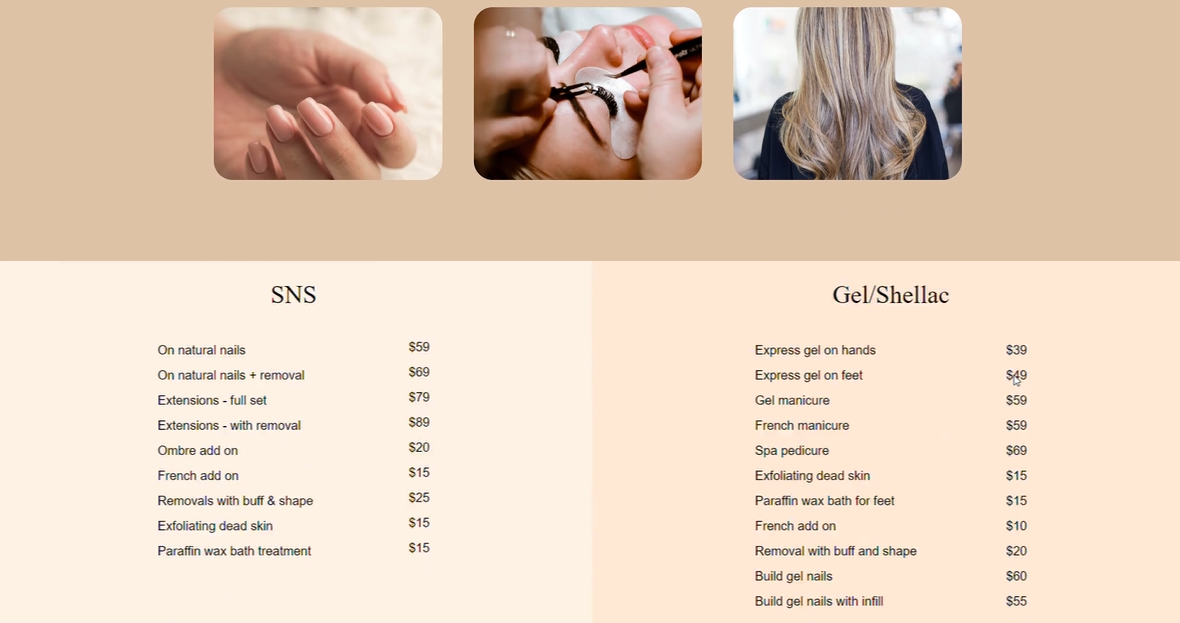 SNS
On natural nails $59
On natural nails + removal $69
Extensions - full set $79
Extensions - with removal $89
Ombre add on $20
French add on $15
Removals with buff & shape $25
Exfoliating dead skin $15
Paraffin wax bath treatment $15
Gel/Shellac
Express gel on hands $39
Express gel on feet $49
Gel manicure $59
French manicure $59
Spa pedicure $69
Exfoliating dead skin $15
Paraffin wax bath for feet $15
French add on $10
Removal with buff and shape $20
Build gel nails $60
Build gel nails with infill $55